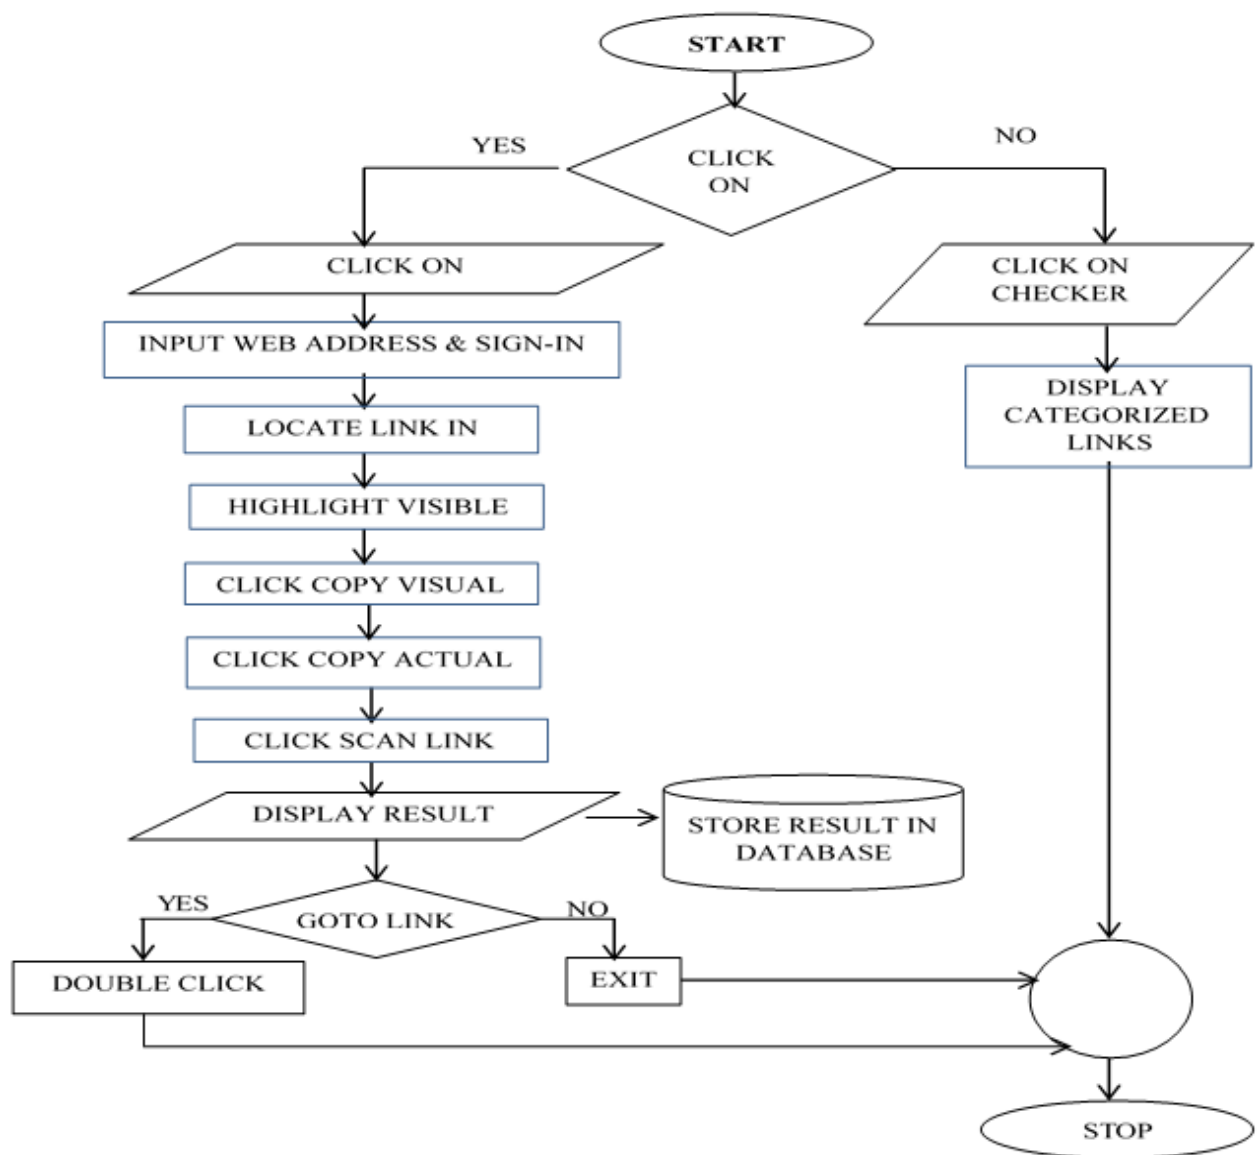 START
YES
NO
CLICK
ON
CLICK ON
CLICK ON
CHECKER
INPUT WEB ADDRESS & SIGN-IN
DISPLAY
CATEGORIZED
LINKS
LOCATE LINK IN
HIGHLIGHT VISIBLE
CLICK COPY VISUAL
CLICK COPY ACTUAL
CLICK SCAN LINK
DISPLAY RESULT
STORE RESULT IN
DATABASE
YES
GOTO LINK
NO
DOUBLE CLICK
EXIT
STOP